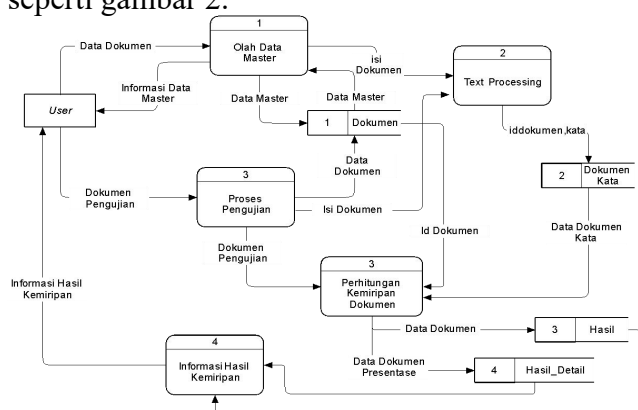 seperti gambar 2.
1
Olah Data
Master
Data Dokumen
isi
Dokumen
2
Text Processing
Informasi Data
Master
Data Master
Data Master
User
1
Dokumen
iddokumen,kata
Data
Dokumen
2
Dokumen
Kata
3
Proses
Pengujian
Dokumen
Pengujian
Isi Dokumen
Id Dokumen
Data Dokumen
Kata
Dokumen
Pengujian
3
Perhitungan
Kemiripan
Dokumen
Informasi Hasil
Kemiripan
Data Dokumen
3
Hasil
4
Informasi Hasil
Kemiripan
Data Dokumen
Presentase
4
Hasil_Detail